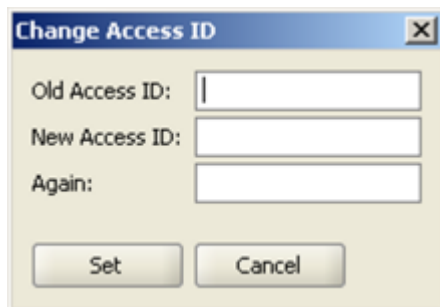 Change Access ID
Old Access ID:
New Access ID:
Again:
Set Cancel